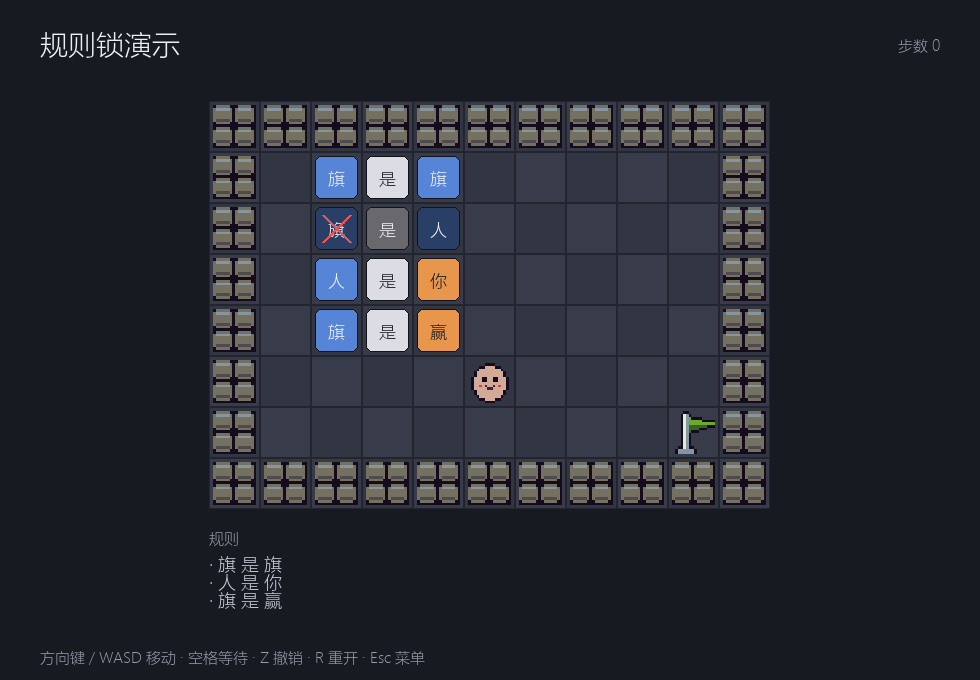 规则锁演示
步数 0
旗 是 旗
旗 是 人
人 是 你
旗 是 赢
规则
· 旗 是 旗
· 人 是 你
· 旗 是 赢
方向键 / WASD 移动 · 空格等待 · Z 撤销 · R 重开 · Esc 菜单